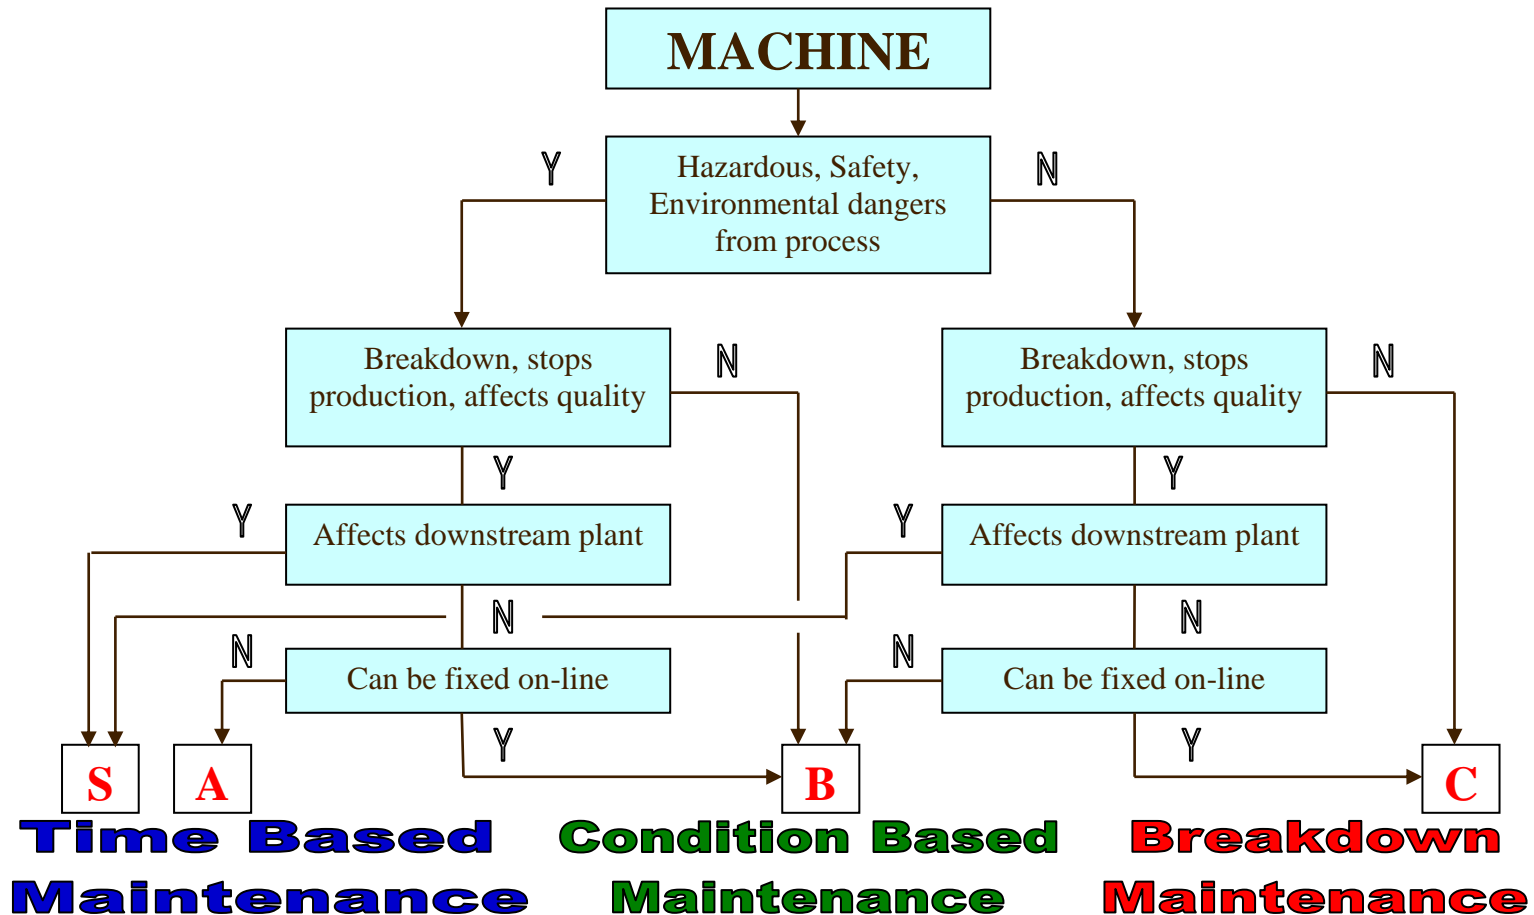 MACHINE
Y
Hazardous, Safety,
Environmental dangers
from process
N
Breakdown, stops
production, affects quality
N
Breakdown, stops
production, affects quality
N
Y
Y
Y
Affects downstream plant
Y
Affects downstream plant
N
N
N
Can be fixed on-line
N
Can be fixed on-line
Y
Y
S
A
B
C
Time Based
Maintenance
Condition Based
Maintenance
Breakdown
Maintenance